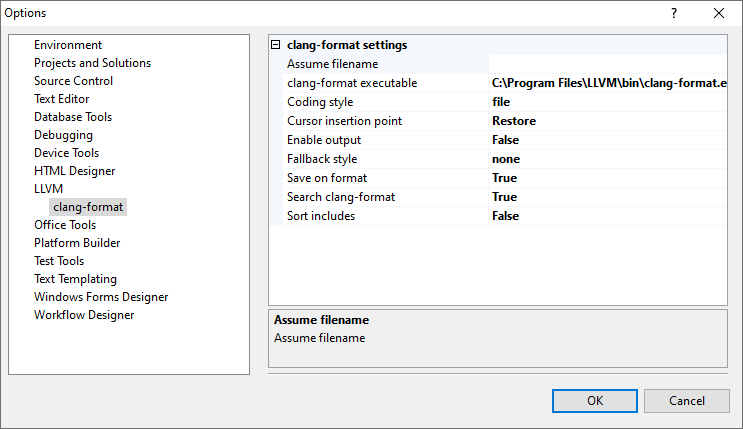 Options
?
Environment
Projects and Solutions
Source Control
Text Editor
Database Tools
Debugging
Device Tools
HTML Designer
LLVM
clang-format
Office Tools
Platform Builder
Test Tools
Text Templating
Windows Forms Designer
Workflow Designer
clang-format settings
Assume filename
clang-format executable C:\Program Files\LLVM\bin\clang-format.e
Coding style file
Cursor insertion point Restore
Enable output False
Fallback style none
Save on format True
Search clang-format True
Sort includes False
Assume filename
Assume filename
OK Cancel